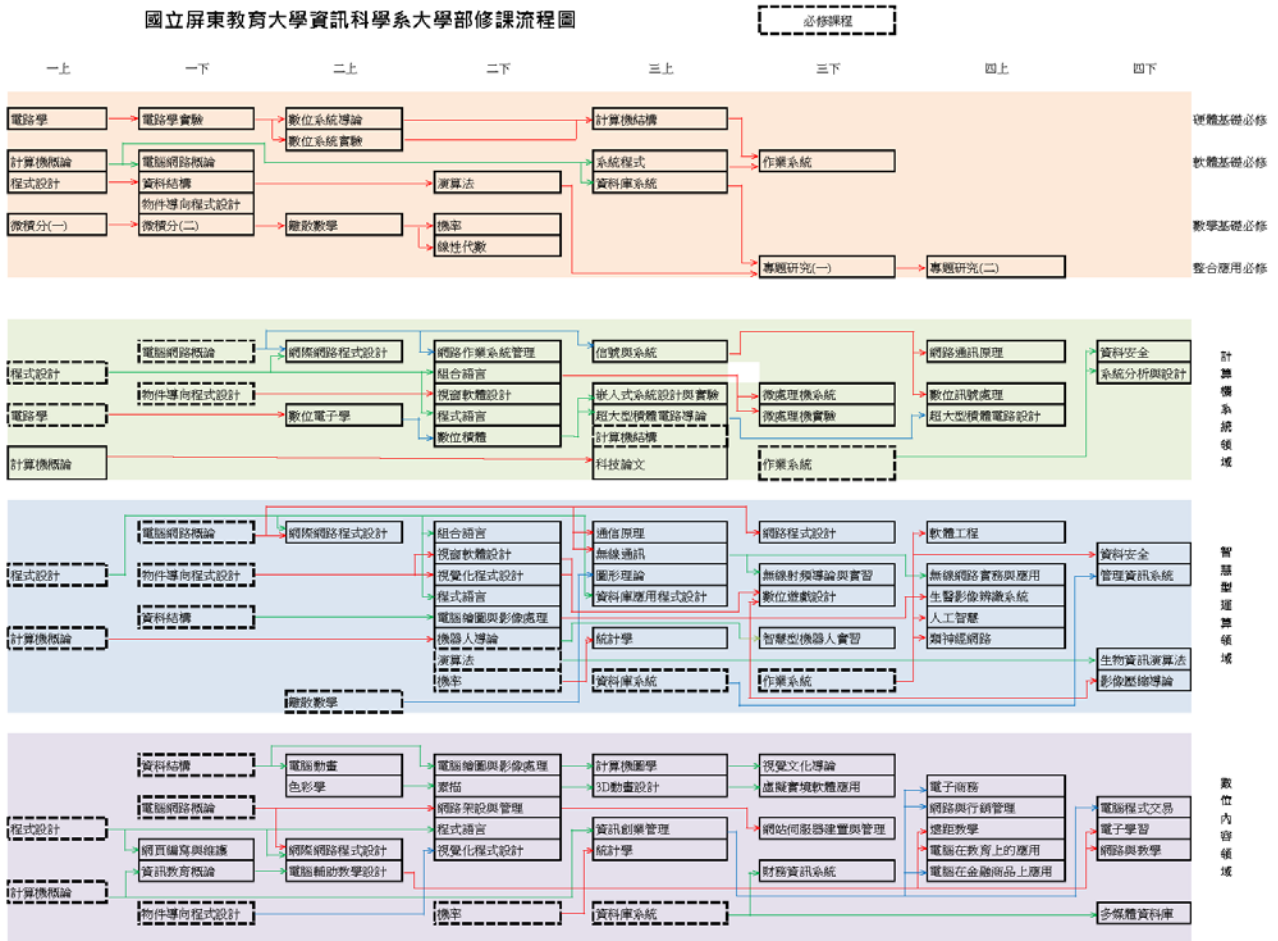 國立屏東教育大學資訊科學系大學部修課流程圖
必修課程
一上 一下 二上 二下 三上 三下 四上 四下
電路學 電路學實驗 數位系統導論 計算機結構 硬體基礎必修
數位系統實驗
計算機概論 電腦網路概論 系統程式 作業系統 軟體基礎必修
程式設計 資料結構 演算法 資料庫系統
物件導向程式設計
微積分(一) 微積分(二) 離散數學 機率 數學基礎必修
線性代數
專題研究(一) 專題研究(二) 整合應用必修
電腦網路概論 網際網路程式設計 網路作業系統管理 信號與系統 網路通訊原理 資料安全
程式設計 組合語言 系統分析與設計
物件導向程式設計 視窗軟體設計 嵌入式系統設計與實驗 微處理機系統 數位訊號處理
電路學 數位電子學 程式語言 超大型積體電路導論 微處理機實驗 超大型積體電路設計
數位積體 計算機結構
計算機概論 科技論文 作業系統
計算機系統領域
電腦網路概論 網際網路程式設計 組合語言 通信原理 網路程式設計 軟體工程
視窗軟體設計 無線通訊 資料安全
程式設計 物件導向程式設計 視覺化程式設計 圖形理論 無線射頻導論與實習 無線網路實務與應用 管理資訊系統
程式語言 資料庫應用程式設計 數位遊戲設計 生醫影像辨識系統
資料結構 電腦繪圖與影像處理 人工智慧
計算機概論 機器人導論 統計學 智慧型機器人實習 類神經網路
演算法 生物資訊演算法
機率 資料庫系統 作業系統 影像壓縮導論
離散數學
智慧型運算領域
資料結構 電腦動畫 電腦繪圖與影像處理 計算機圖學 視覺文化導論
色彩學 素描 3D動畫設計 虛擬實境軟體應用 電子商務
電腦網路概論 網路架設與管理 網路與行銷管理 電腦程式交易
程式設計 程式語言 資訊創業管理 網站伺服器建置與管理 遠距教學 電子學習
網頁編寫與維護 網際網路程式設計 視覺化程式設計 統計學 電腦在教育上的應用 網路與教學
資訊教育概論 電腦輔助教學設計 財務資訊系統 電腦在金融商品上應用
計算機概論
物件導向程式設計 機率 資料庫系統 多媒體資料庫
數位內容領域